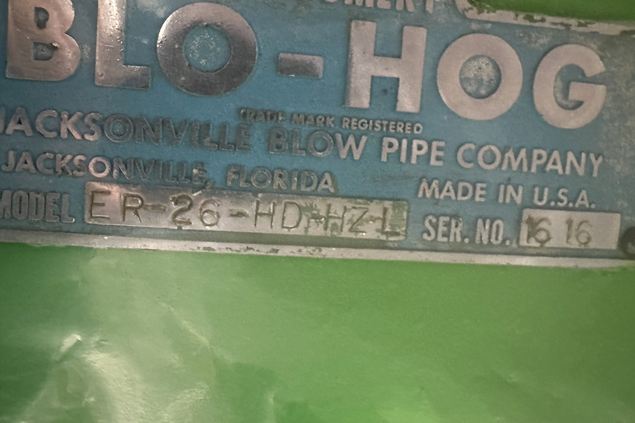 BLO-HOG
TRADE MARK REGISTERED
JACKSONVILLE BLOW PIPE COMPANY
JACKSONVILLE, FLORIDA
MADE IN U.S.A.
MODEL ER-26-HD-HZ-L
SER. NO. 1616